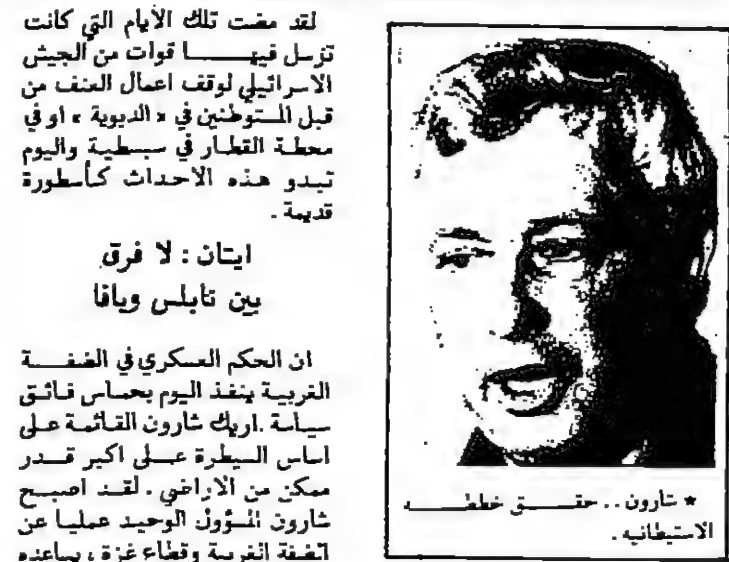 لقد مضت تلك الأيام التي كانت
ترسل فيها قوات من الجيش
الاسرائيلي لوقف اعمال العنف من
قبل المستوطنين في « الديوية » او في
محطة القطار في سبسطية واليوم
تبدو هذه الاحداث كأسطورة
قديمة .
ايتان : لا فرق
بين نابلس ويافا
ان الحكم العسكري في الضفة
الغربية ينفذ اليوم بحماس فائق
سياسة .اريك شارون القائمة على
اساس السيطرة على اكبر قدر
ممكن من الاراضي . لقد اصبح
شارون المسؤول الوحيد عمليا عن
الضفة الغربية وقطاع غزة ، يساعده
* شارون .. حقق خططه
الاستيطانيه .